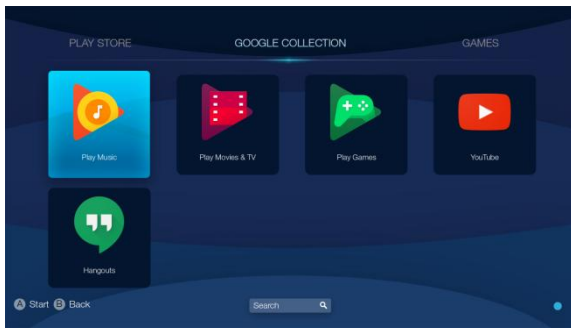 PLAY STORE GOOGLE COLLECTION GAMES
Play Music Play Movies & TV Play Games YouTube
Hangouts
A Start B Back Search